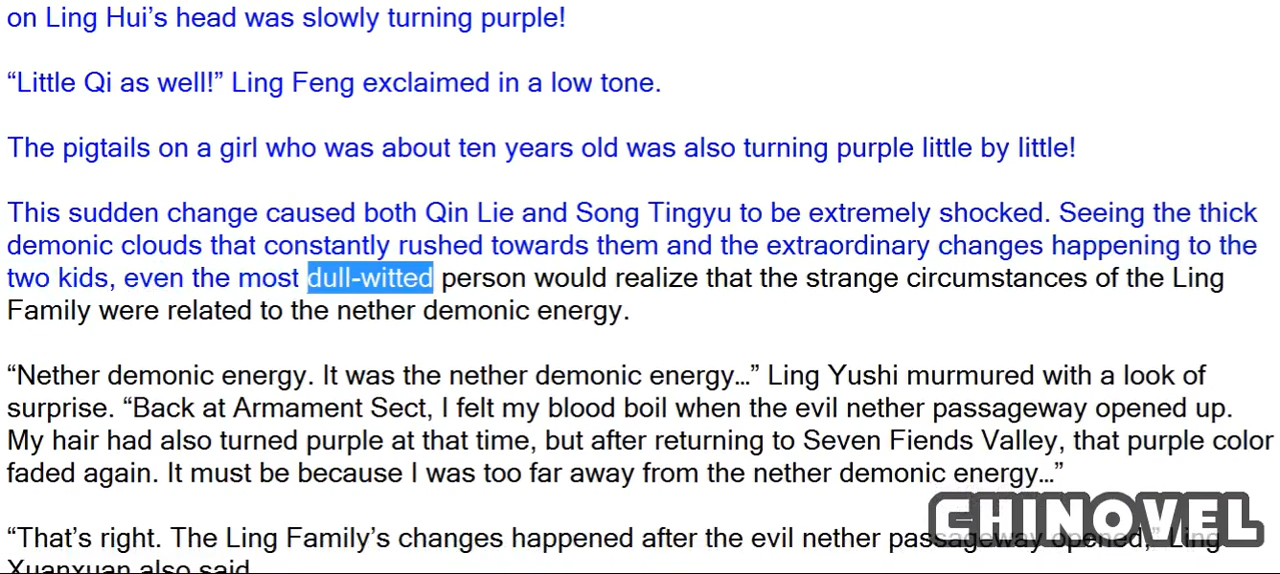 on Ling Hui’s head was slowly turning purple!
“Little Qi as well!” Ling Feng exclaimed in a low tone.
The pigtails on a girl who was about ten years old was also turning purple little by little!
This sudden change caused both Qin Lie and Song Tingyu to be extremely shocked. Seeing the thick
demonic clouds that constantly rushed towards them and the extraordinary changes happening to the
two kids, even the most dull-witted person would realize that the strange circumstances of the Ling
Family were related to the nether demonic energy.
“Nether demonic energy. It was the nether demonic energy…” Ling Yushi murmured with a look of
surprise. “Back at Armament Sect, I felt my blood boil when the evil nether passageway opened up.
My hair had also turned purple at that time, but after returning to Seven Fiends Valley, that purple color
faded again. It must be because I was too far away from the nether demonic energy…”
“That’s right. The Ling Family’s changes happened after the evil nether passageway opened,” Ling
Xuanxuan also said.
CHINOVEL